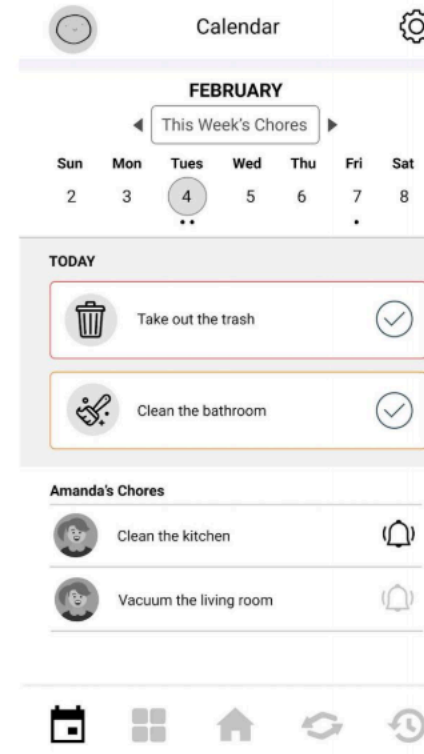 Calendar
FEBRUARY
This Week's Chores
Sun Mon Tues Wed Thu Fri Sat
2 3 4 5 6 7 8
TODAY
Take out the trash
Clean the bathroom
Amanda's Chores
Clean the kitchen
Vacuum the living room